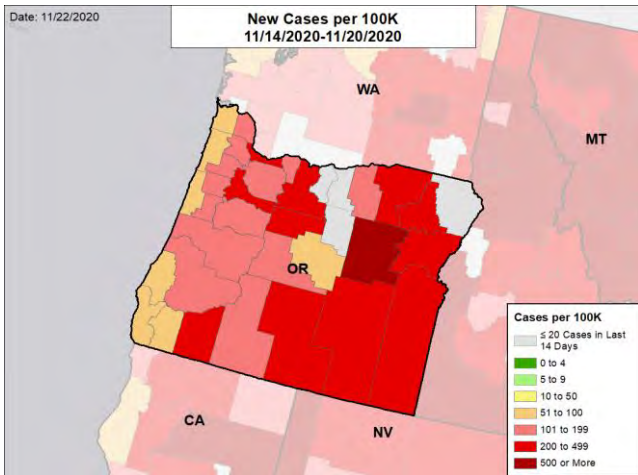 Date: 11/22/2020
New Cases per 100K
11/14/2020-11/20/2020
WA
MT
OR
CA
NV
Cases per 100K
≤ 20 Cases in Last
14 Days
0 to 4
5 to 9
10 to 50
51 to 100
101 to 199
200 to 499
500 or More